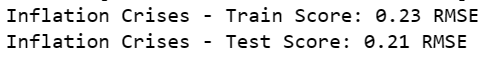 Inflation Crises - Train Score: 0.23 RMSE
Inflation Crises - Test Score: 0.21 RMSE